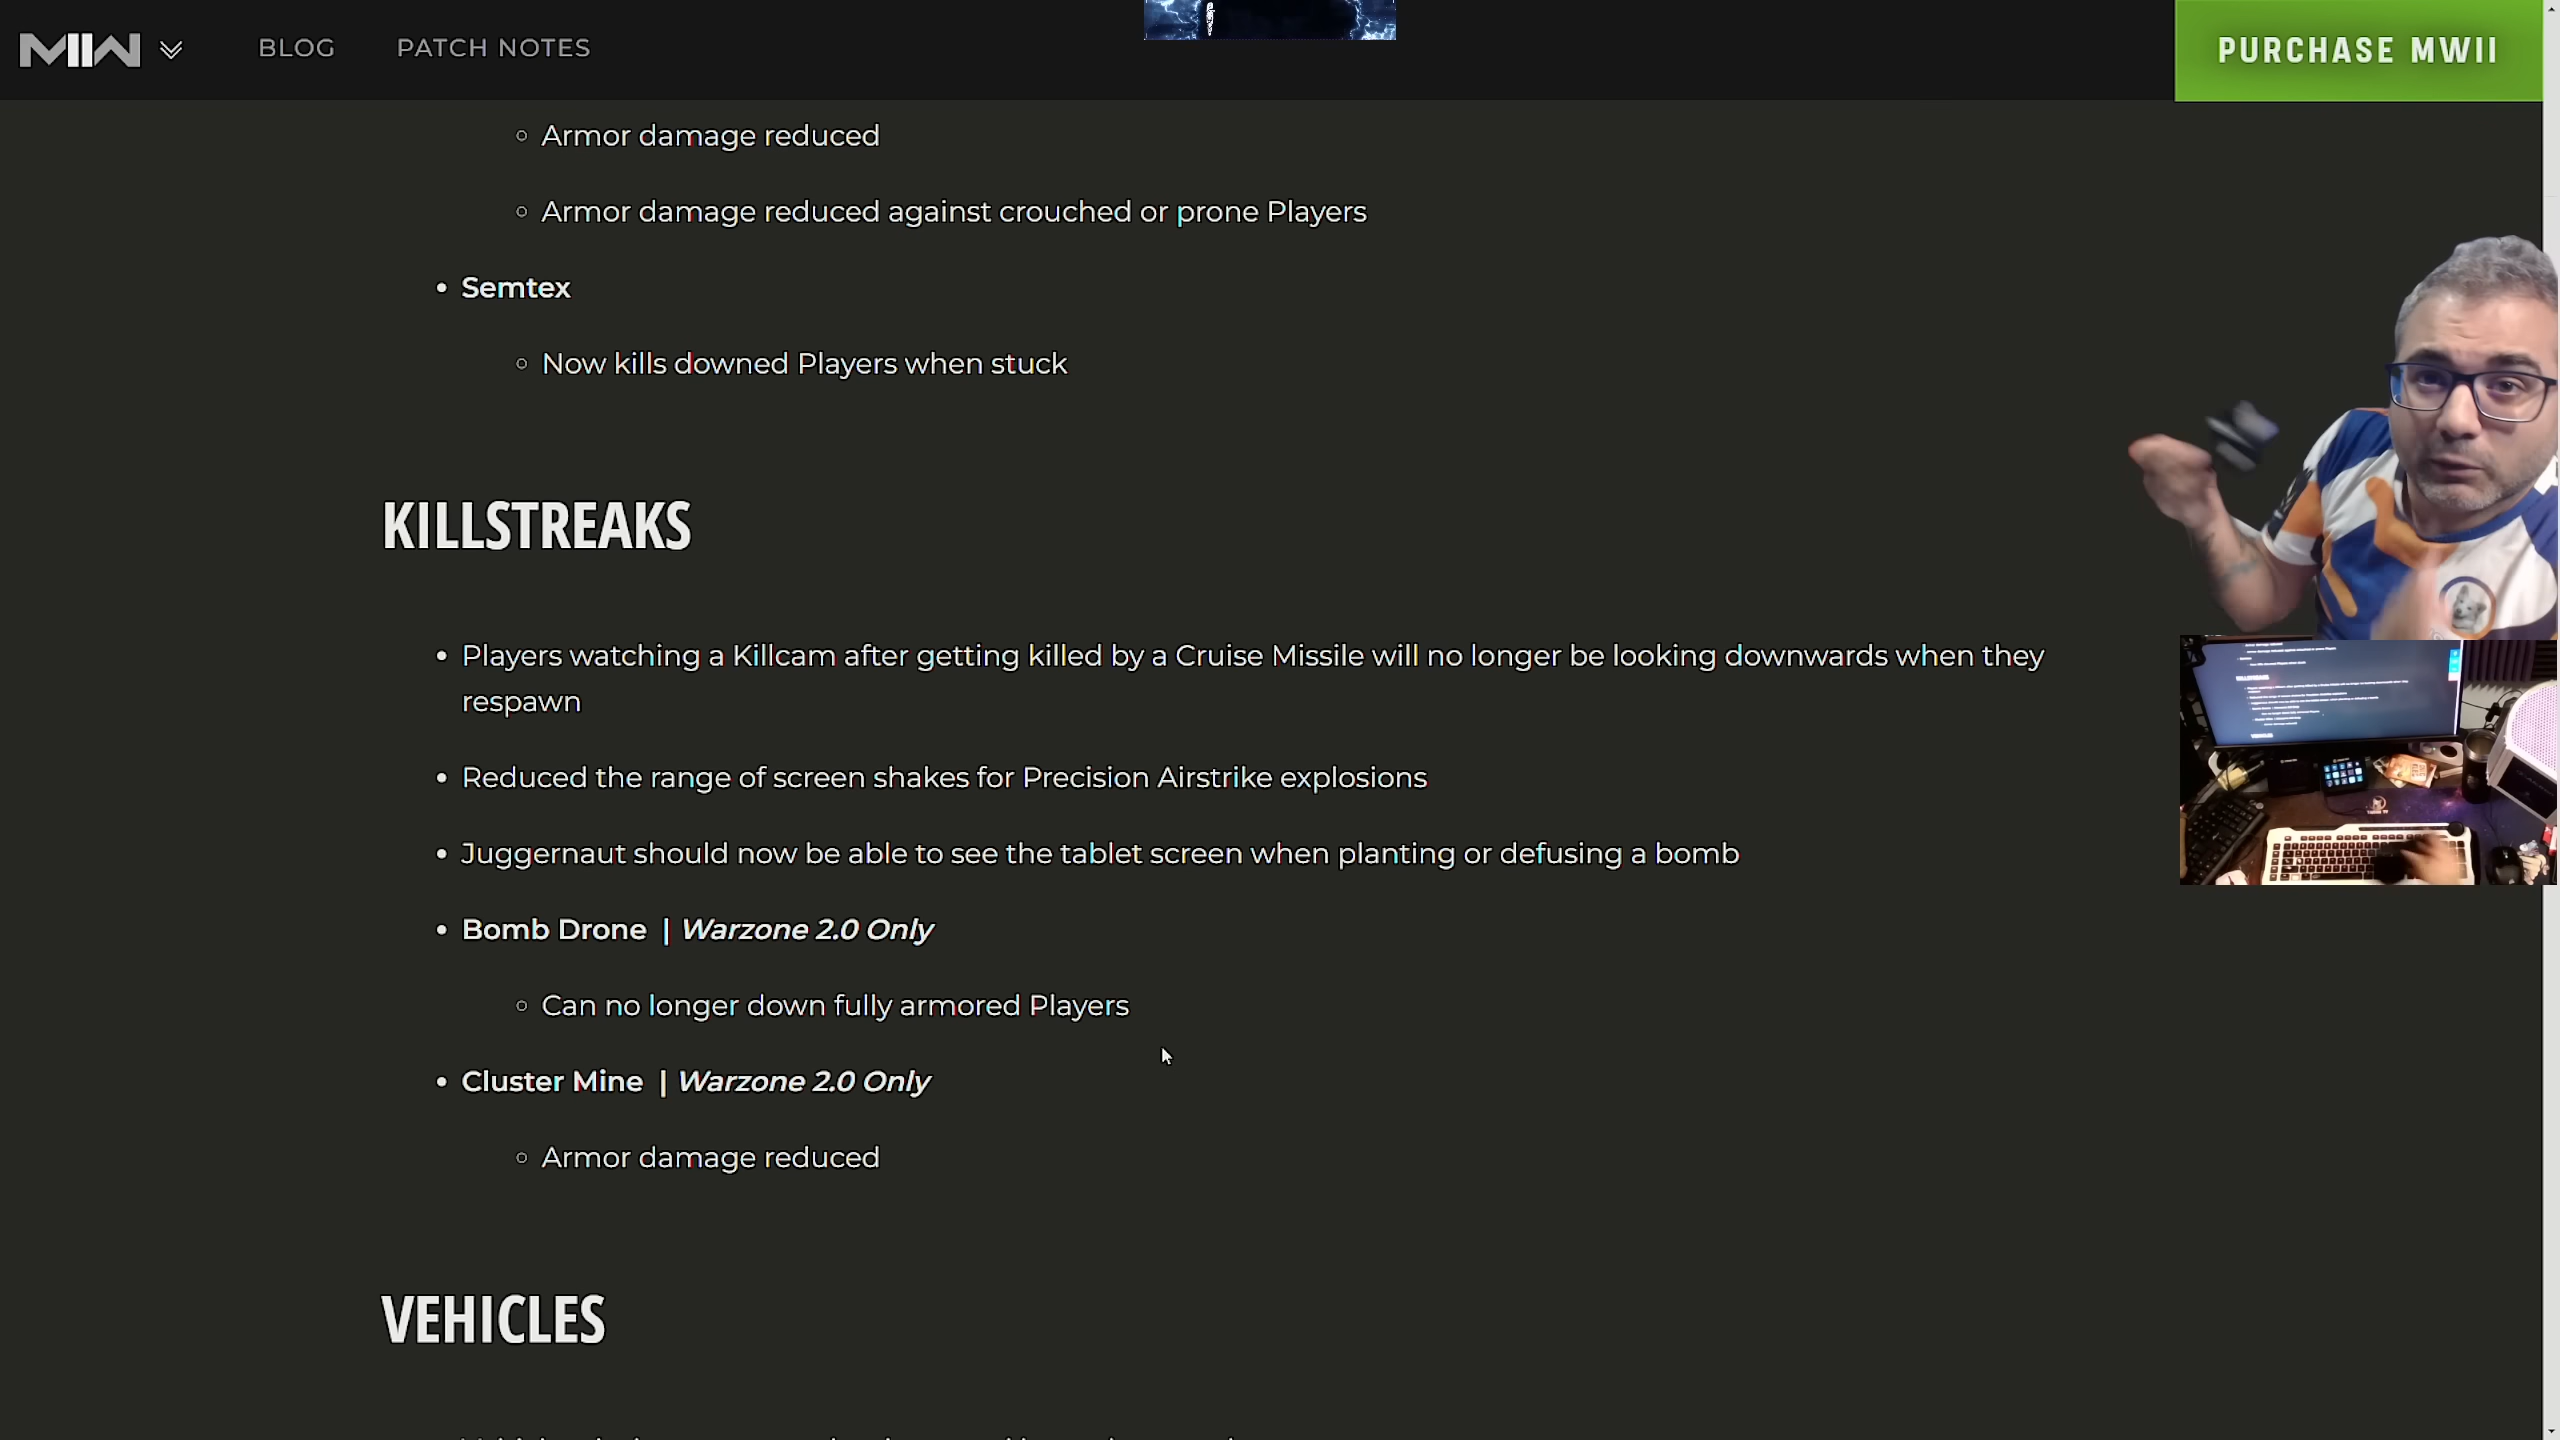 MIIW
BLOG
PATCH NOTES
PURCHASE MWII
Armor damage reduced
Armor damage reduced against crouched or prone Players
Semtex
Now kills downed Players when stuck
KILLSTREAKS
Players watching a Killcam after getting killed by a Cruise Missile will no longer be looking downwards when they
respawn
Reduced the range of screen shakes for Precision Airstrike explosions
Juggernaut should now be able to see the tablet screen when planting or defusing a bomb
Bomb Drone | Warzone 2.0 Only
Can no longer down fully armored Players
Cluster Mine | Warzone 2.0 Only
Armor damage reduced
VEHICLES